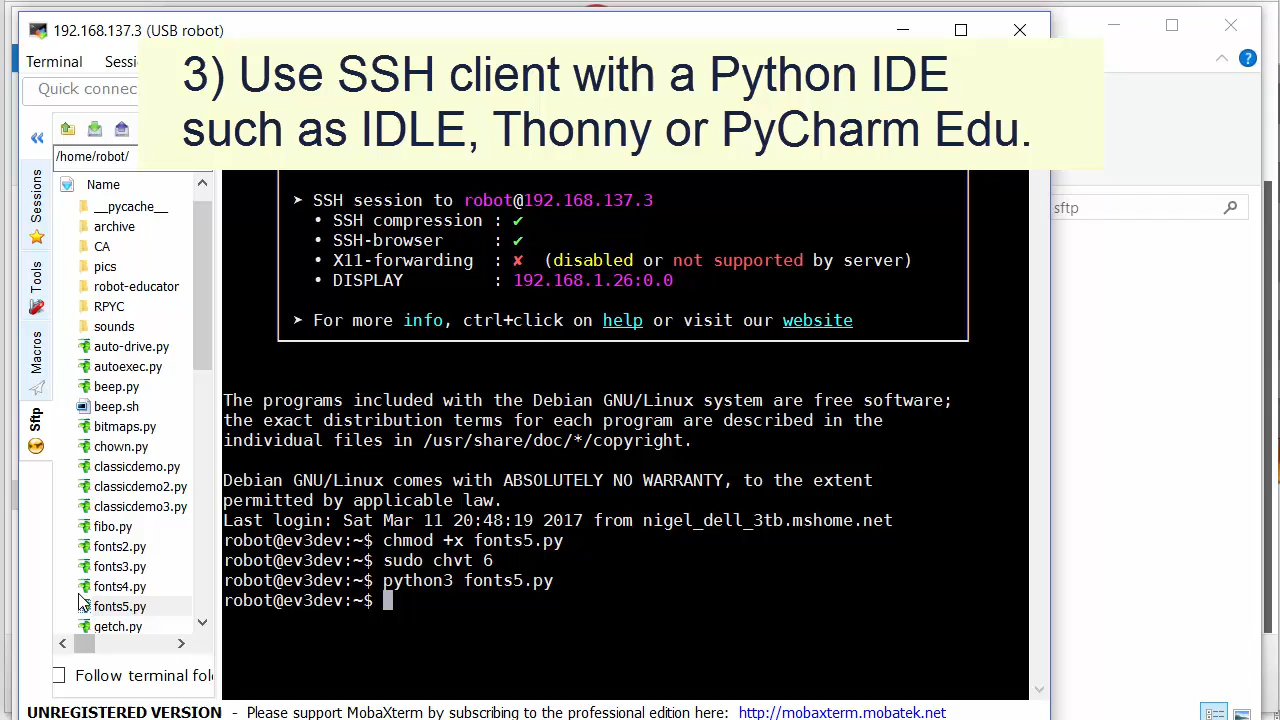 192.168.137.3 (USB robot)
Terminal
3) Use SSH client with a Python IDE
such as IDLE, Thonny or PyCharm Edu.
Quick connec
/home/robot/
Sessions
Tools
Macros
Sftp
Name
__pycache__
archive
CA
pics
robot-educator
RPYC
sounds
auto-drive.py
autoexec.py
beep.py
beep.sh
bitmaps.py
chown.py
classicdemo.py
classicdemo2.py
classicdemo3.py
fibo.py
fonts2.py
fonts3.py
fonts4.py
fonts5.py
getch.py
Follow terminal fol
sftp
➤ SSH session to robot@192.168.137.3
• SSH compression : ✔
• SSH-browser : ✔
• X11-forwarding : ✘ (disabled or not supported by server)
• DISPLAY : 192.168.1.26:0.0
➤ For more info, ctrl+click on help or visit our website
The programs included with the Debian GNU/Linux system are free software;
the exact distribution terms for each program are described in the
individual files in /usr/share/doc/*/copyright.
Debian GNU/Linux comes with ABSOLUTELY NO WARRANTY, to the extent
permitted by applicable law.
Last login: Sat Mar 11 20:48:19 2017 from nigel_dell_3tb.mshome.net
robot@ev3dev:~$ chmod +x fonts5.py
robot@ev3dev:~$ sudo chvt 6
robot@ev3dev:~$ python3 fonts5.py
robot@ev3dev:~$
UNREGISTERED VERSION - Please support MobaXterm by subscribing to the professional edition here: http://mobaxterm.mobatek.net